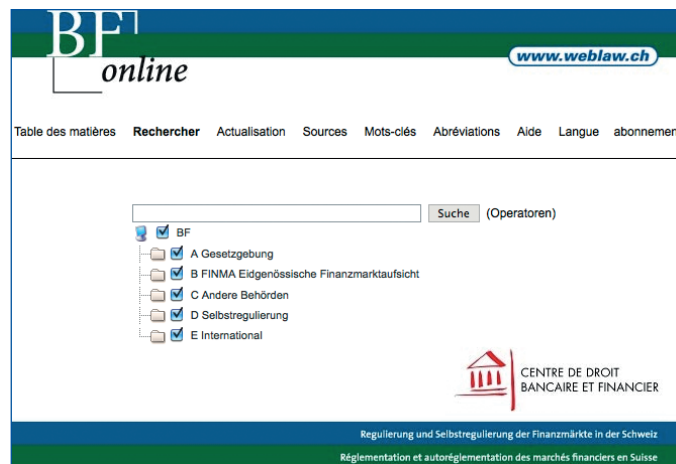 BF
online
www.weblaw.ch
Table des matières Rechercher Actualisation Sources Mots-clés Abréviations Aide Langue abonnemen
Suche (Operatoren)
BF
A Gesetzgebung
B FINMA Eidgenössische Finanzmarktaufsicht
C Andere Behörden
D Selbstregulierung
E International
CENTRE DE DROIT
BANCAIRE ET FINANCIER
Regulierung und Selbstregulierung der Finanzmärkte in der Schweiz
Réglementation et autoréglementation des marchés financiers en Suisse